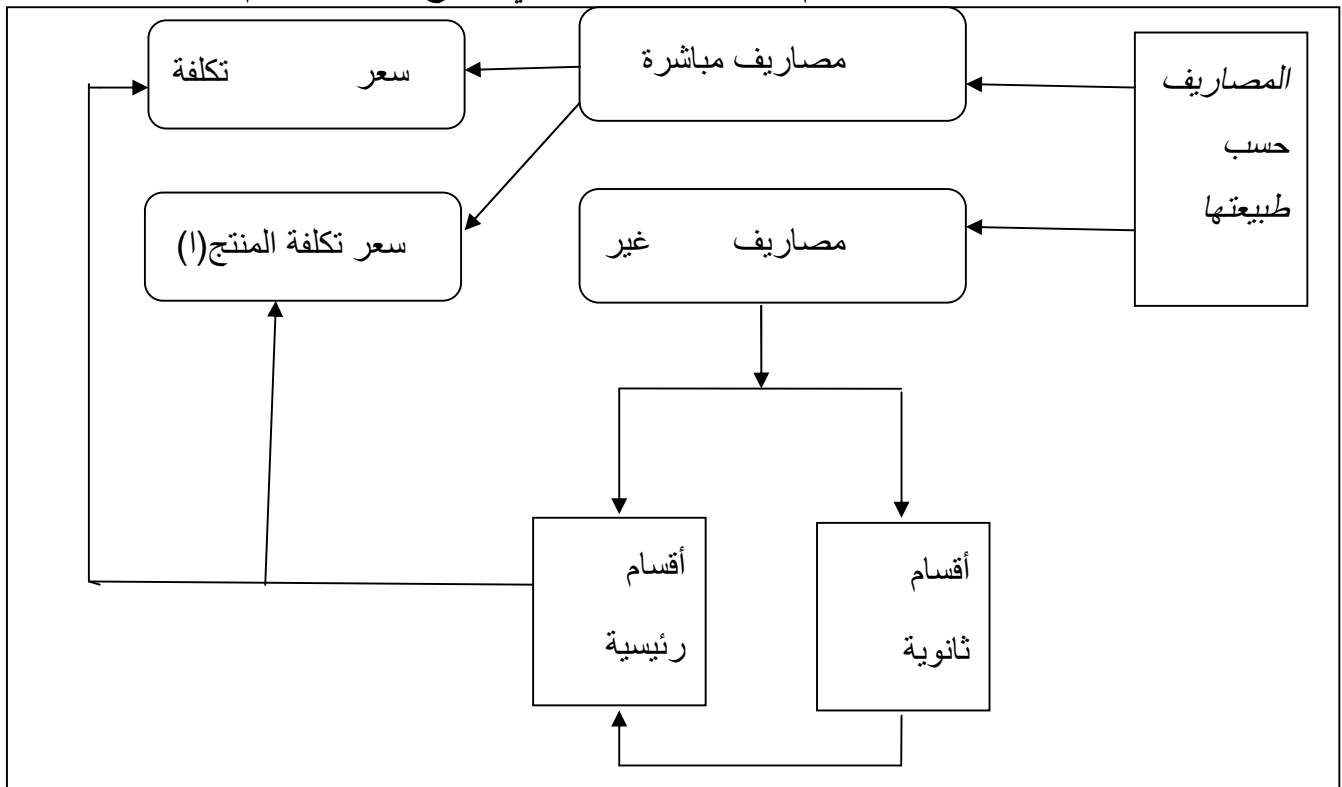 المصاريف
حسب
طبيعتها
مصاريف مباشرة
سعر تكلفة
مصاريف غير
سعر تكلفة المنتج(ا)
أقسام
رئيسية
أقسام
ثانوية